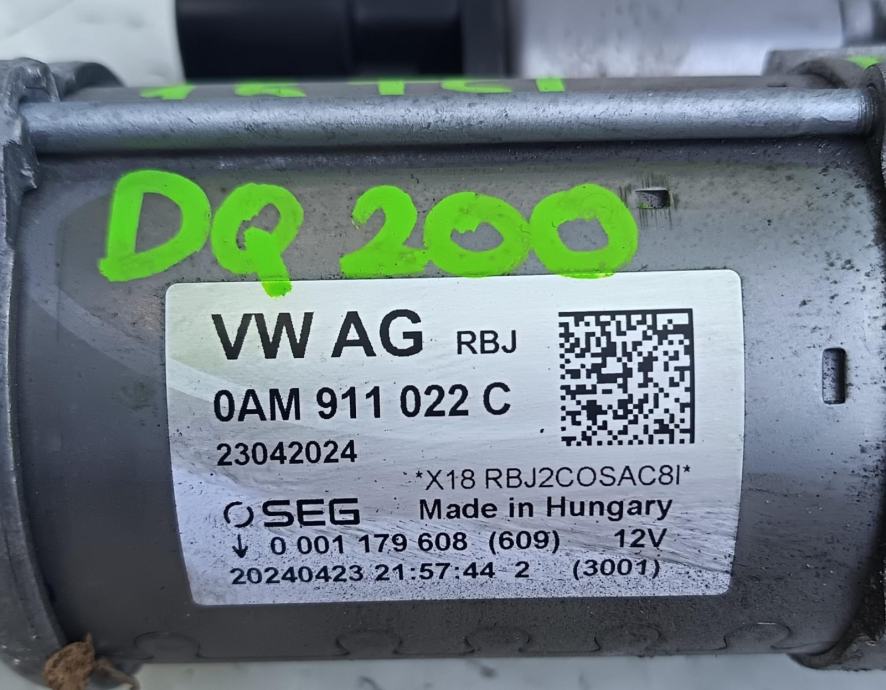 DQ 200
VW AG RBJ
0AM 911 022 C
23042024
*X18 RBJ2COSAC8I*
SEG Made in Hungary
↓ 0 001 179 608 (609) 12V
20240423 21:57:44 2 (3001)